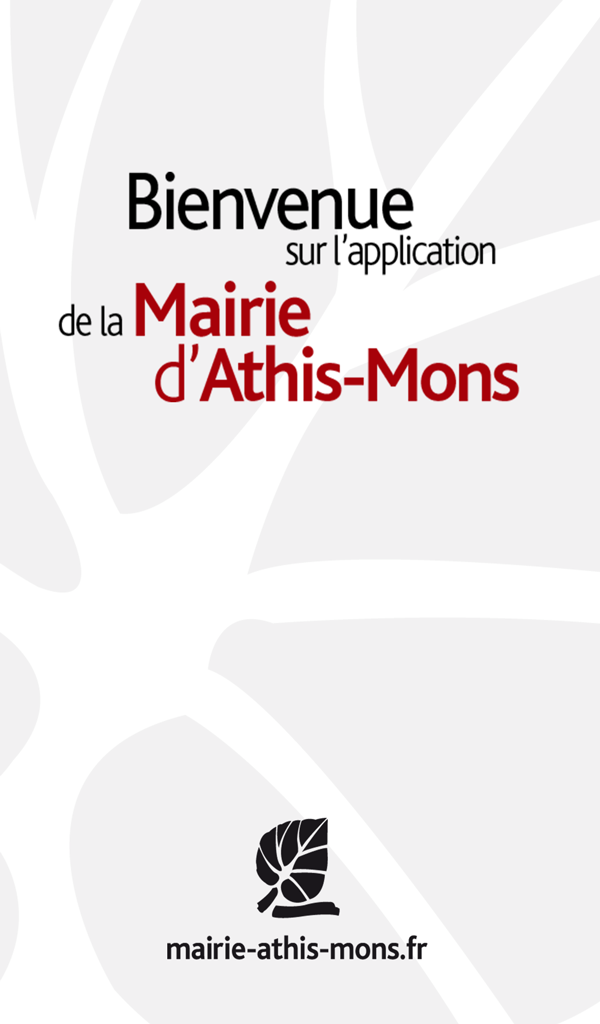 Bienvenue
sur l'application
de la Mairie
d'Athis-Mons
mairie-athis-mons.fr